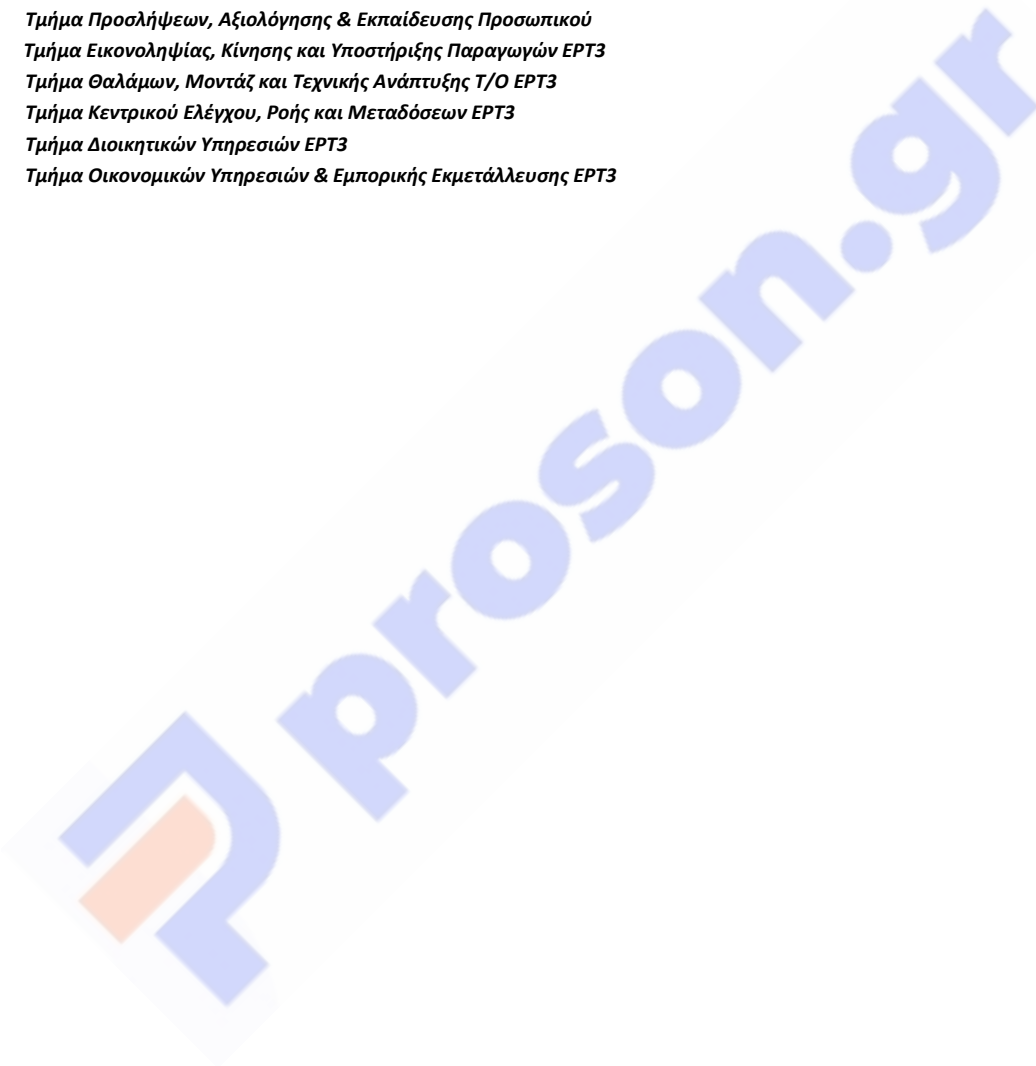 Τμήμα Προσλήψεων, Αξιολόγησης & Εκπαίδευσης Προσωπικού
Τμήμα Εικονοληψίας, Κίνησης και Υποστήριξης Παραγωγών ΕΡΤ3
Τμήμα Θαλάμων, Μοντάζ και Τεχνικής Ανάπτυξης Τ/Ο ΕΡΤ3
Τμήμα Κεντρικού Ελέγχου, Ροής και Μεταδόσεων ΕΡΤ3
Τμήμα Διοικητικών Υπηρεσιών ΕΡΤ3
Τμήμα Οικονομικών Υπηρεσιών & Εμπορικής Εκμετάλλευσης ΕΡΤ3
proson.gr